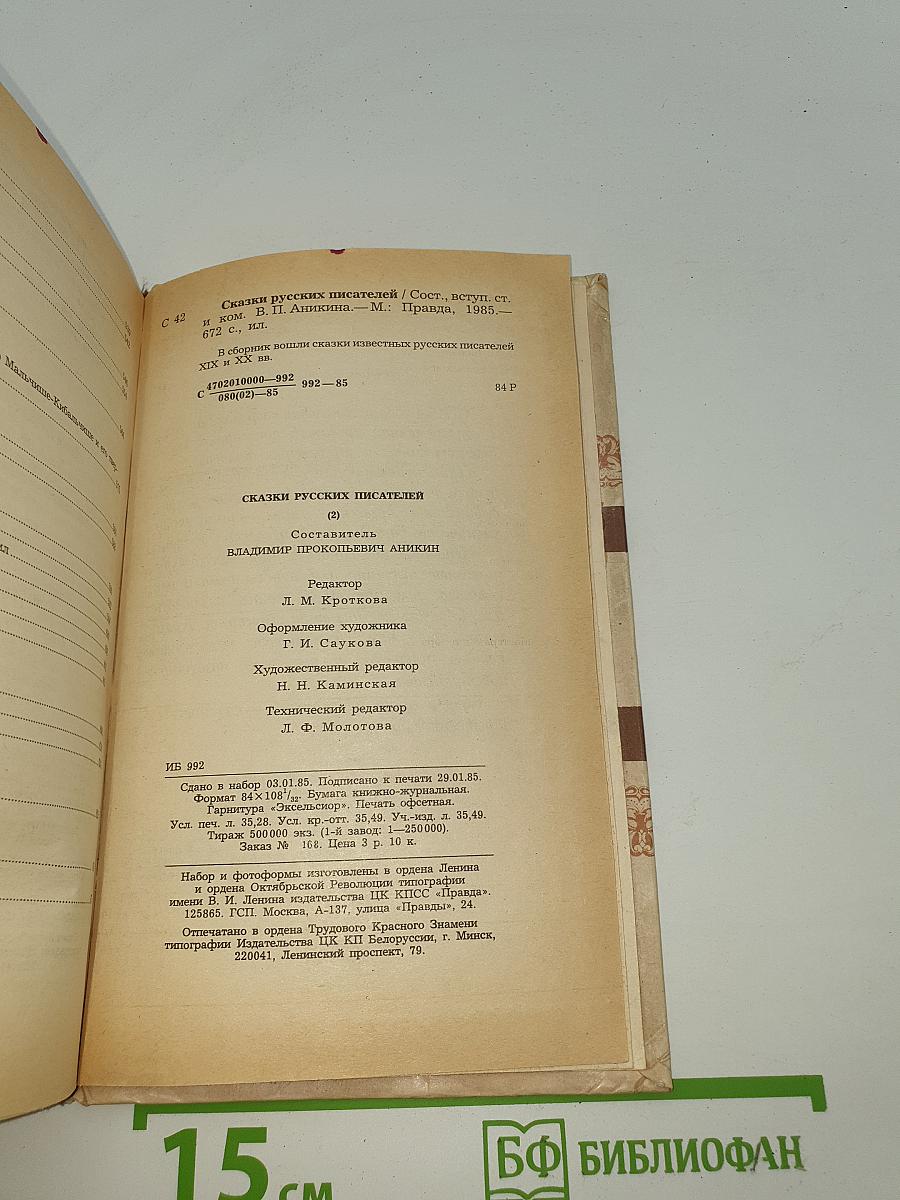 о Мальчише-Кибальчише и его твер-
С 42
Сказки русских писателей / Сост., вступ. ст.
и ком. В. П. Аникина.— М.: Правда, 1985.—
672 с., ил.
В сборник вошли сказки известных русских писателей
XIX и XX вв.
С 4702010000—992 992—85
080(02)—85
84 Р
СКАЗКИ РУССКИХ ПИСАТЕЛЕЙ
(2)
Составитель
ВЛАДИМИР ПРОКОПЬЕВИЧ АНИКИН
Редактор
Л. М. Кроткова
Оформление художника
Г. И. Саукова
Художественный редактор
Н. Н. Каминская
Технический редактор
Л. Ф. Молотова
ИБ 992
Сдано в набор 03.01.85. Подписано к печати 29.01.85.
Формат 84×108¹/₃₂. Бумага книжно-журнальная.
Гарнитура «Эксельсиор». Печать офсетная.
Усл. печ. л. 35,28. Усл. кр.-отт. 35,49. Уч.-изд. л. 35,49.
Тираж 500 000 экз. (1-й завод: 1—250 000).
Заказ № 168. Цена 3 р. 10 к.
Набор и фотоформы изготовлены в ордена Ленина
и ордена Октябрьской Революции типографии
имени В. И. Ленина издательства ЦК КПСС «Правда».
125865. ГСП. Москва, А-137, улица «Правды», 24.
Отпечатано в ордена Трудового Красного Знамени
типографии Издательства ЦК КП Белоруссии, г. Минск,
220041, Ленинский проспект, 79.
15 см
БФ БИБЛИОФАН